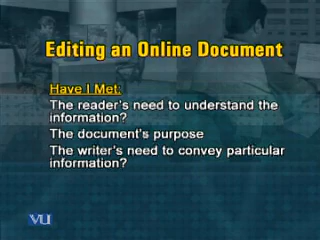 Editing an Online Document
Have I Met:
The reader's need to understand the
information?
The document's purpose
The writer's need to convey particular
information?
VU